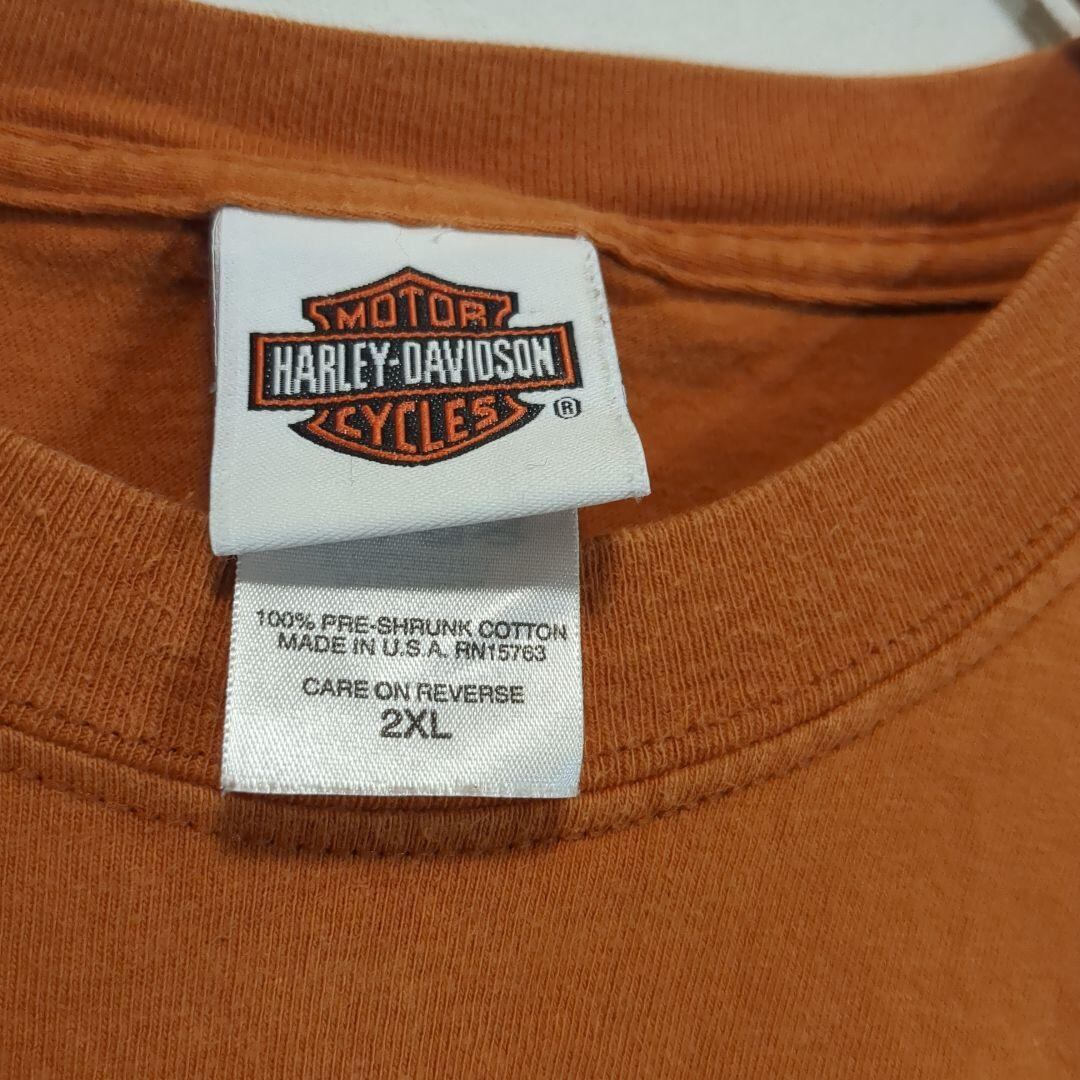 MOTOR
HARLEY-DAVIDSON
CYCLES
®
100% PRE-SHRUNK COTTON
MADE IN U.S.A. RN15763
CARE ON REVERSE
2XL